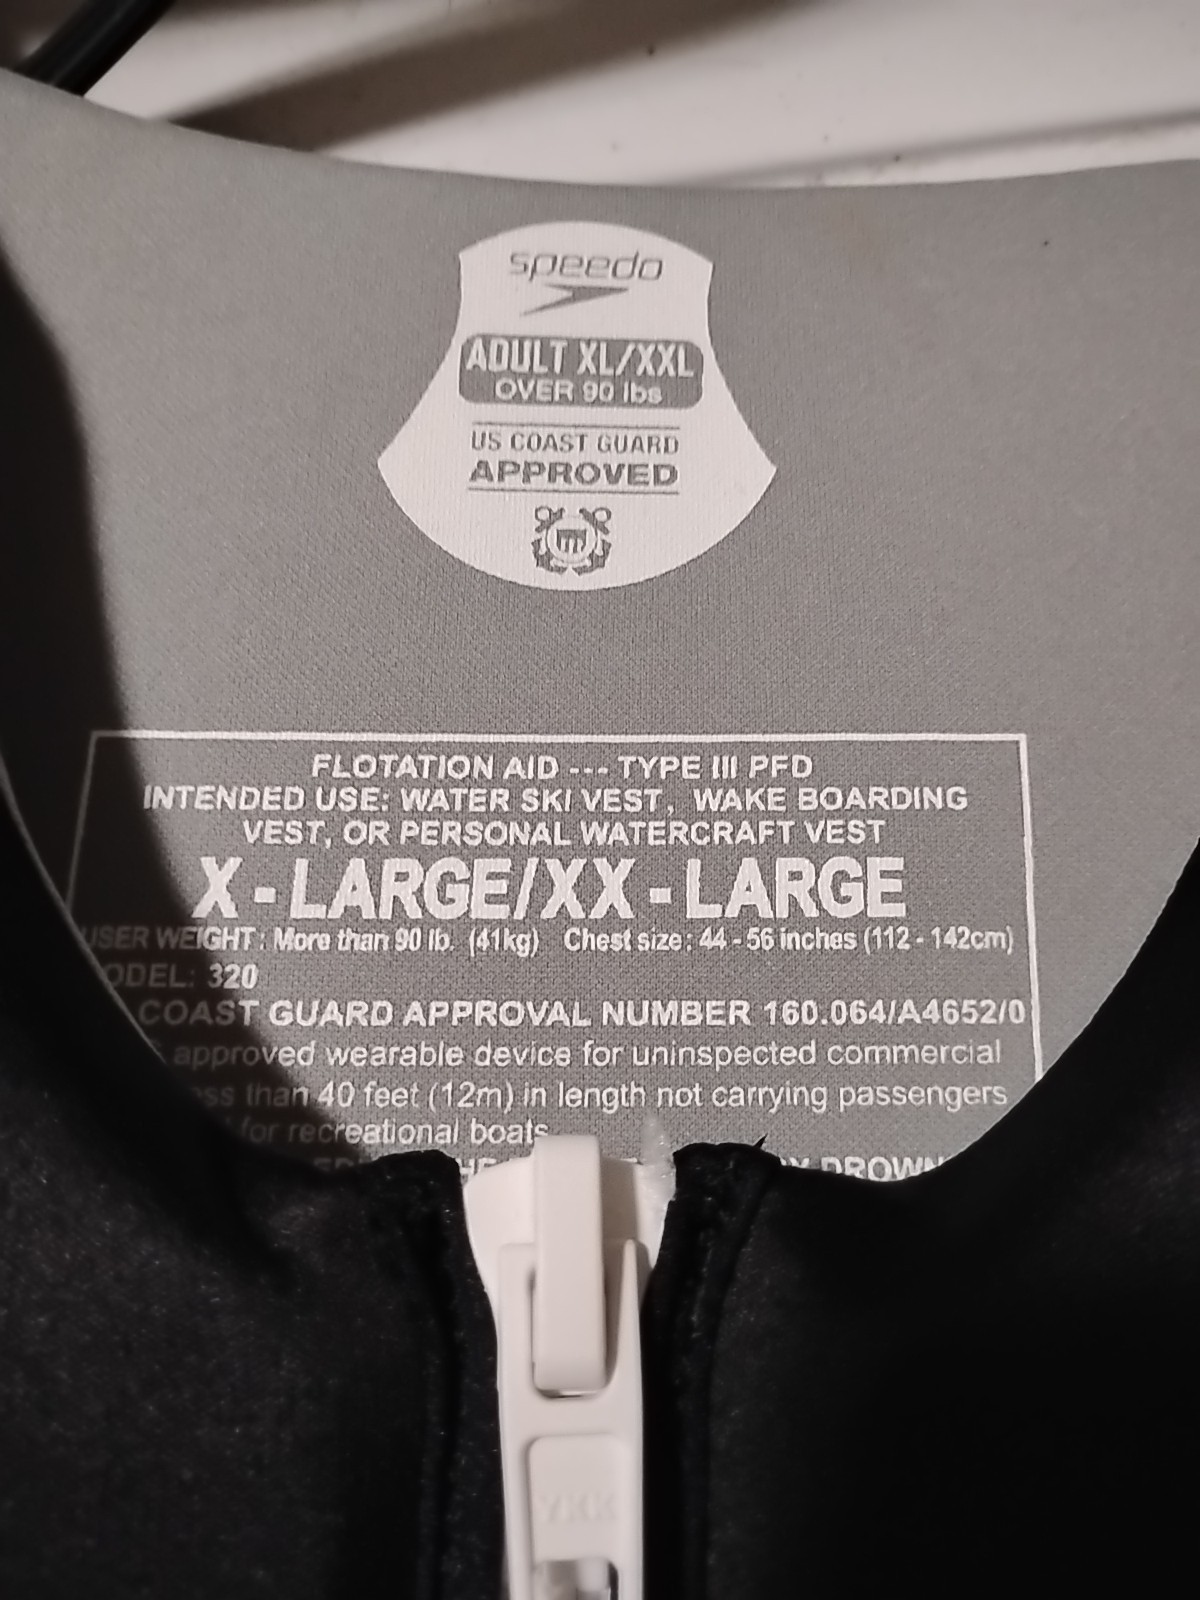 speedo
ADULT XL/XXL
OVER 90 lbs
US COAST GUARD
APPROVED
FLOTATION AID --- TYPE III PFD
INTENDED USE: WATER SKI VEST, WAKE BOARDING
VEST, OR PERSONAL WATERCRAFT VEST
X-LARGE/XX-LARGE
USER WEIGHT: More than 90 lb. (41kg) Chest size: 44-56 inches (112-142cm)
ODEL: 320
COAST GUARD APPROVAL NUMBER 160.064/A4652/0
approved wearable device for uninspected commercial
than 40 feet (12m) in length not carrying passengers
for recreational boats
YKK